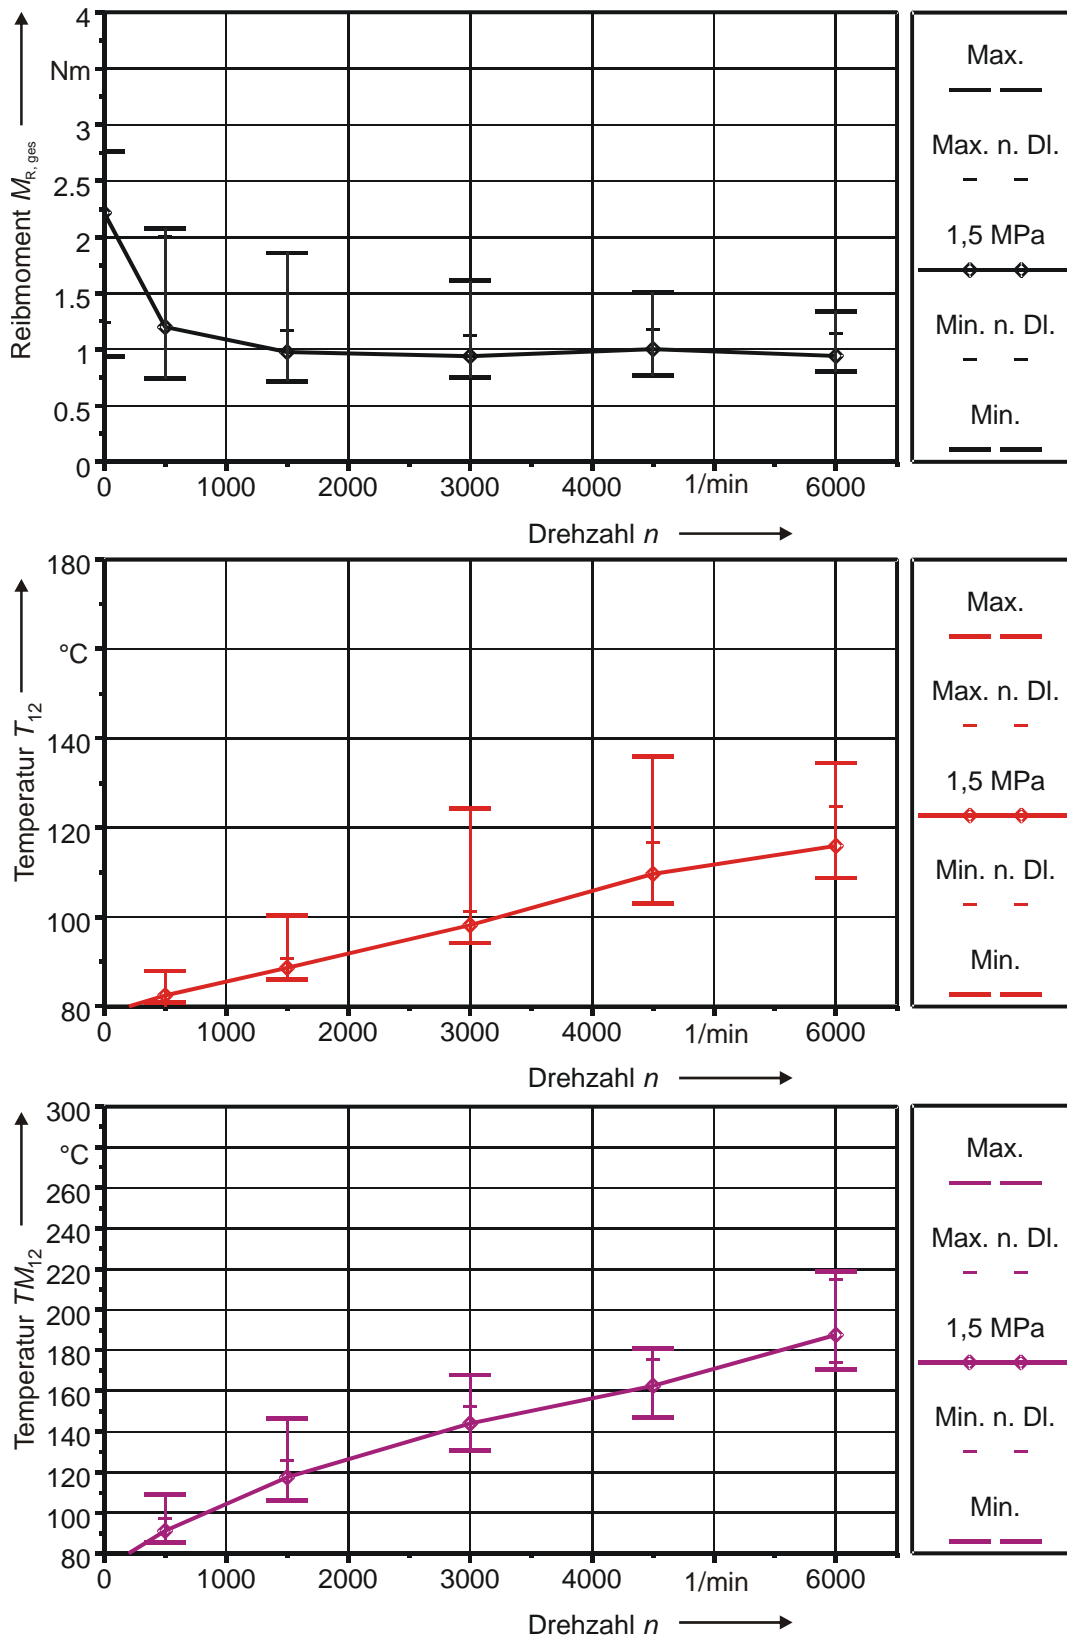 Reibmoment M R, ges
4
Nm
3
2.5
2
1.5
1
0.5
0
0 1000 2000 3000 4000 1/min 6000
Drehzahl n
Max.
Max. n. Dl.
1,5 MPa
Min. n. Dl.
Min.
Temperatur T12
180
°C
140
120
100
80
0 1000 2000 3000 4000 1/min 6000
Drehzahl n
Max.
Max. n. Dl.
1,5 MPa
Min. n. Dl.
Min.
Temperatur TM12
300
°C
260
240
220
200
180
160
140
120
100
80
0 1000 2000 3000 4000 1/min 6000
Drehzahl n
Max.
Max. n. Dl.
1,5 MPa
Min. n. Dl.
Min.